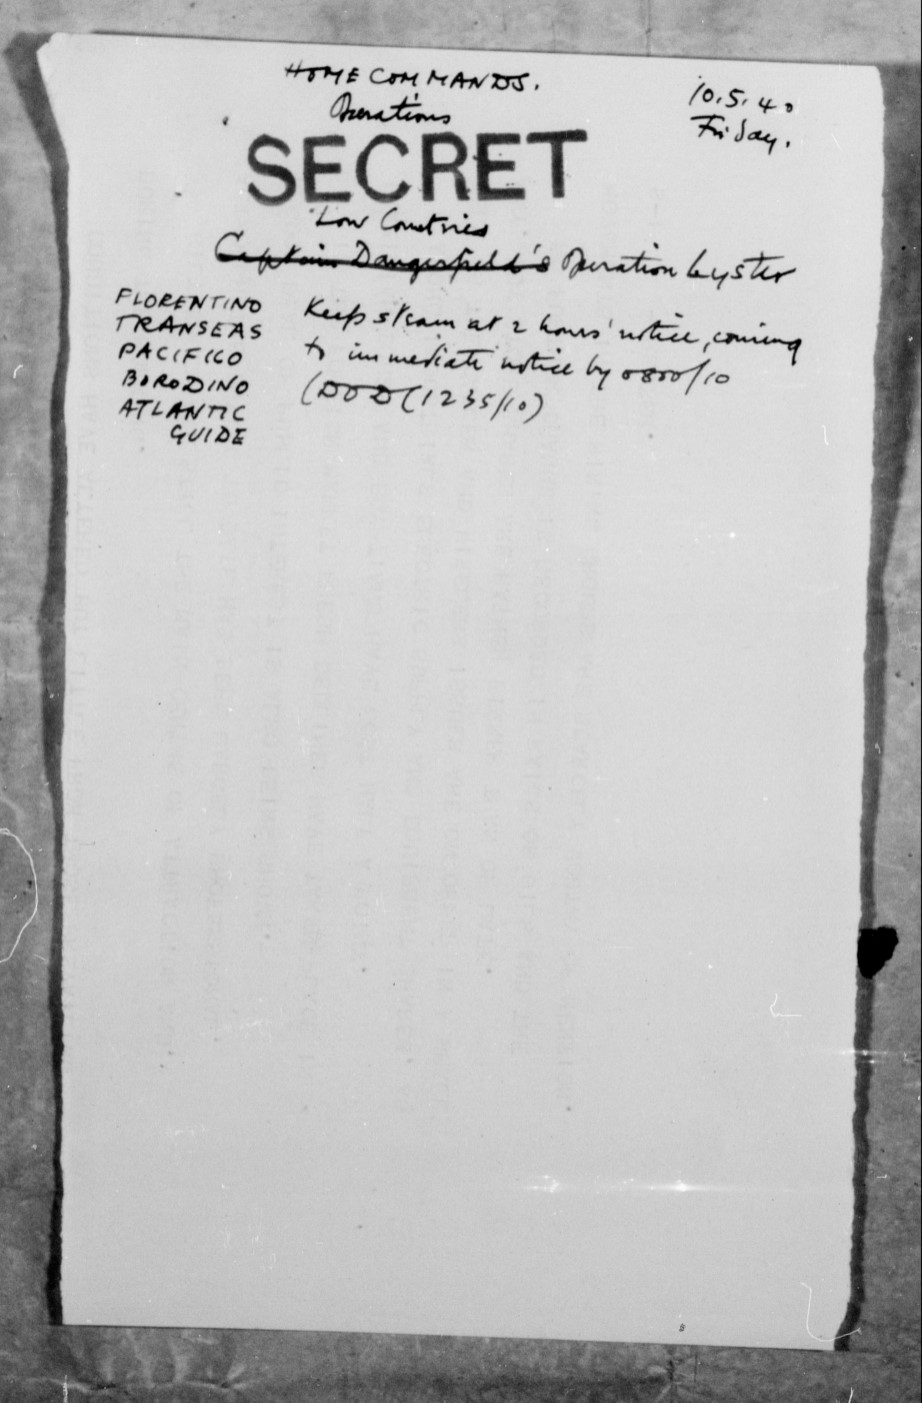 HOME COMMANDS.
10.5.40
Operations
Friday.
SECRET
Low Countries
Captain Dangerfield's Operation Lyster
FLORENTINO
TRANSEAS
PACIFICO
BORODINO
ATLANTIC
GUIDE
Keep steam at 2 hours' notice, coming
to immediate notice by 0800/10
(DOD (1235/10)